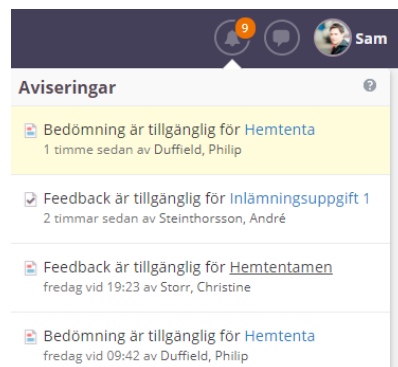 9
Sam
Aviseringar
?
Bedömning är tillgänglig för Hemtenta
1 timme sedan av Duffield, Philip
Feedback är tillgänglig för Inlämningsuppgift 1
2 timmar sedan av Steinthorsson, André
Feedback är tillgänglig för Hemtentamen
fredag vid 19:23 av Storr, Christine
Bedömning är tillgänglig för Hemtenta
fredag vid 09:42 av Duffield, Philip